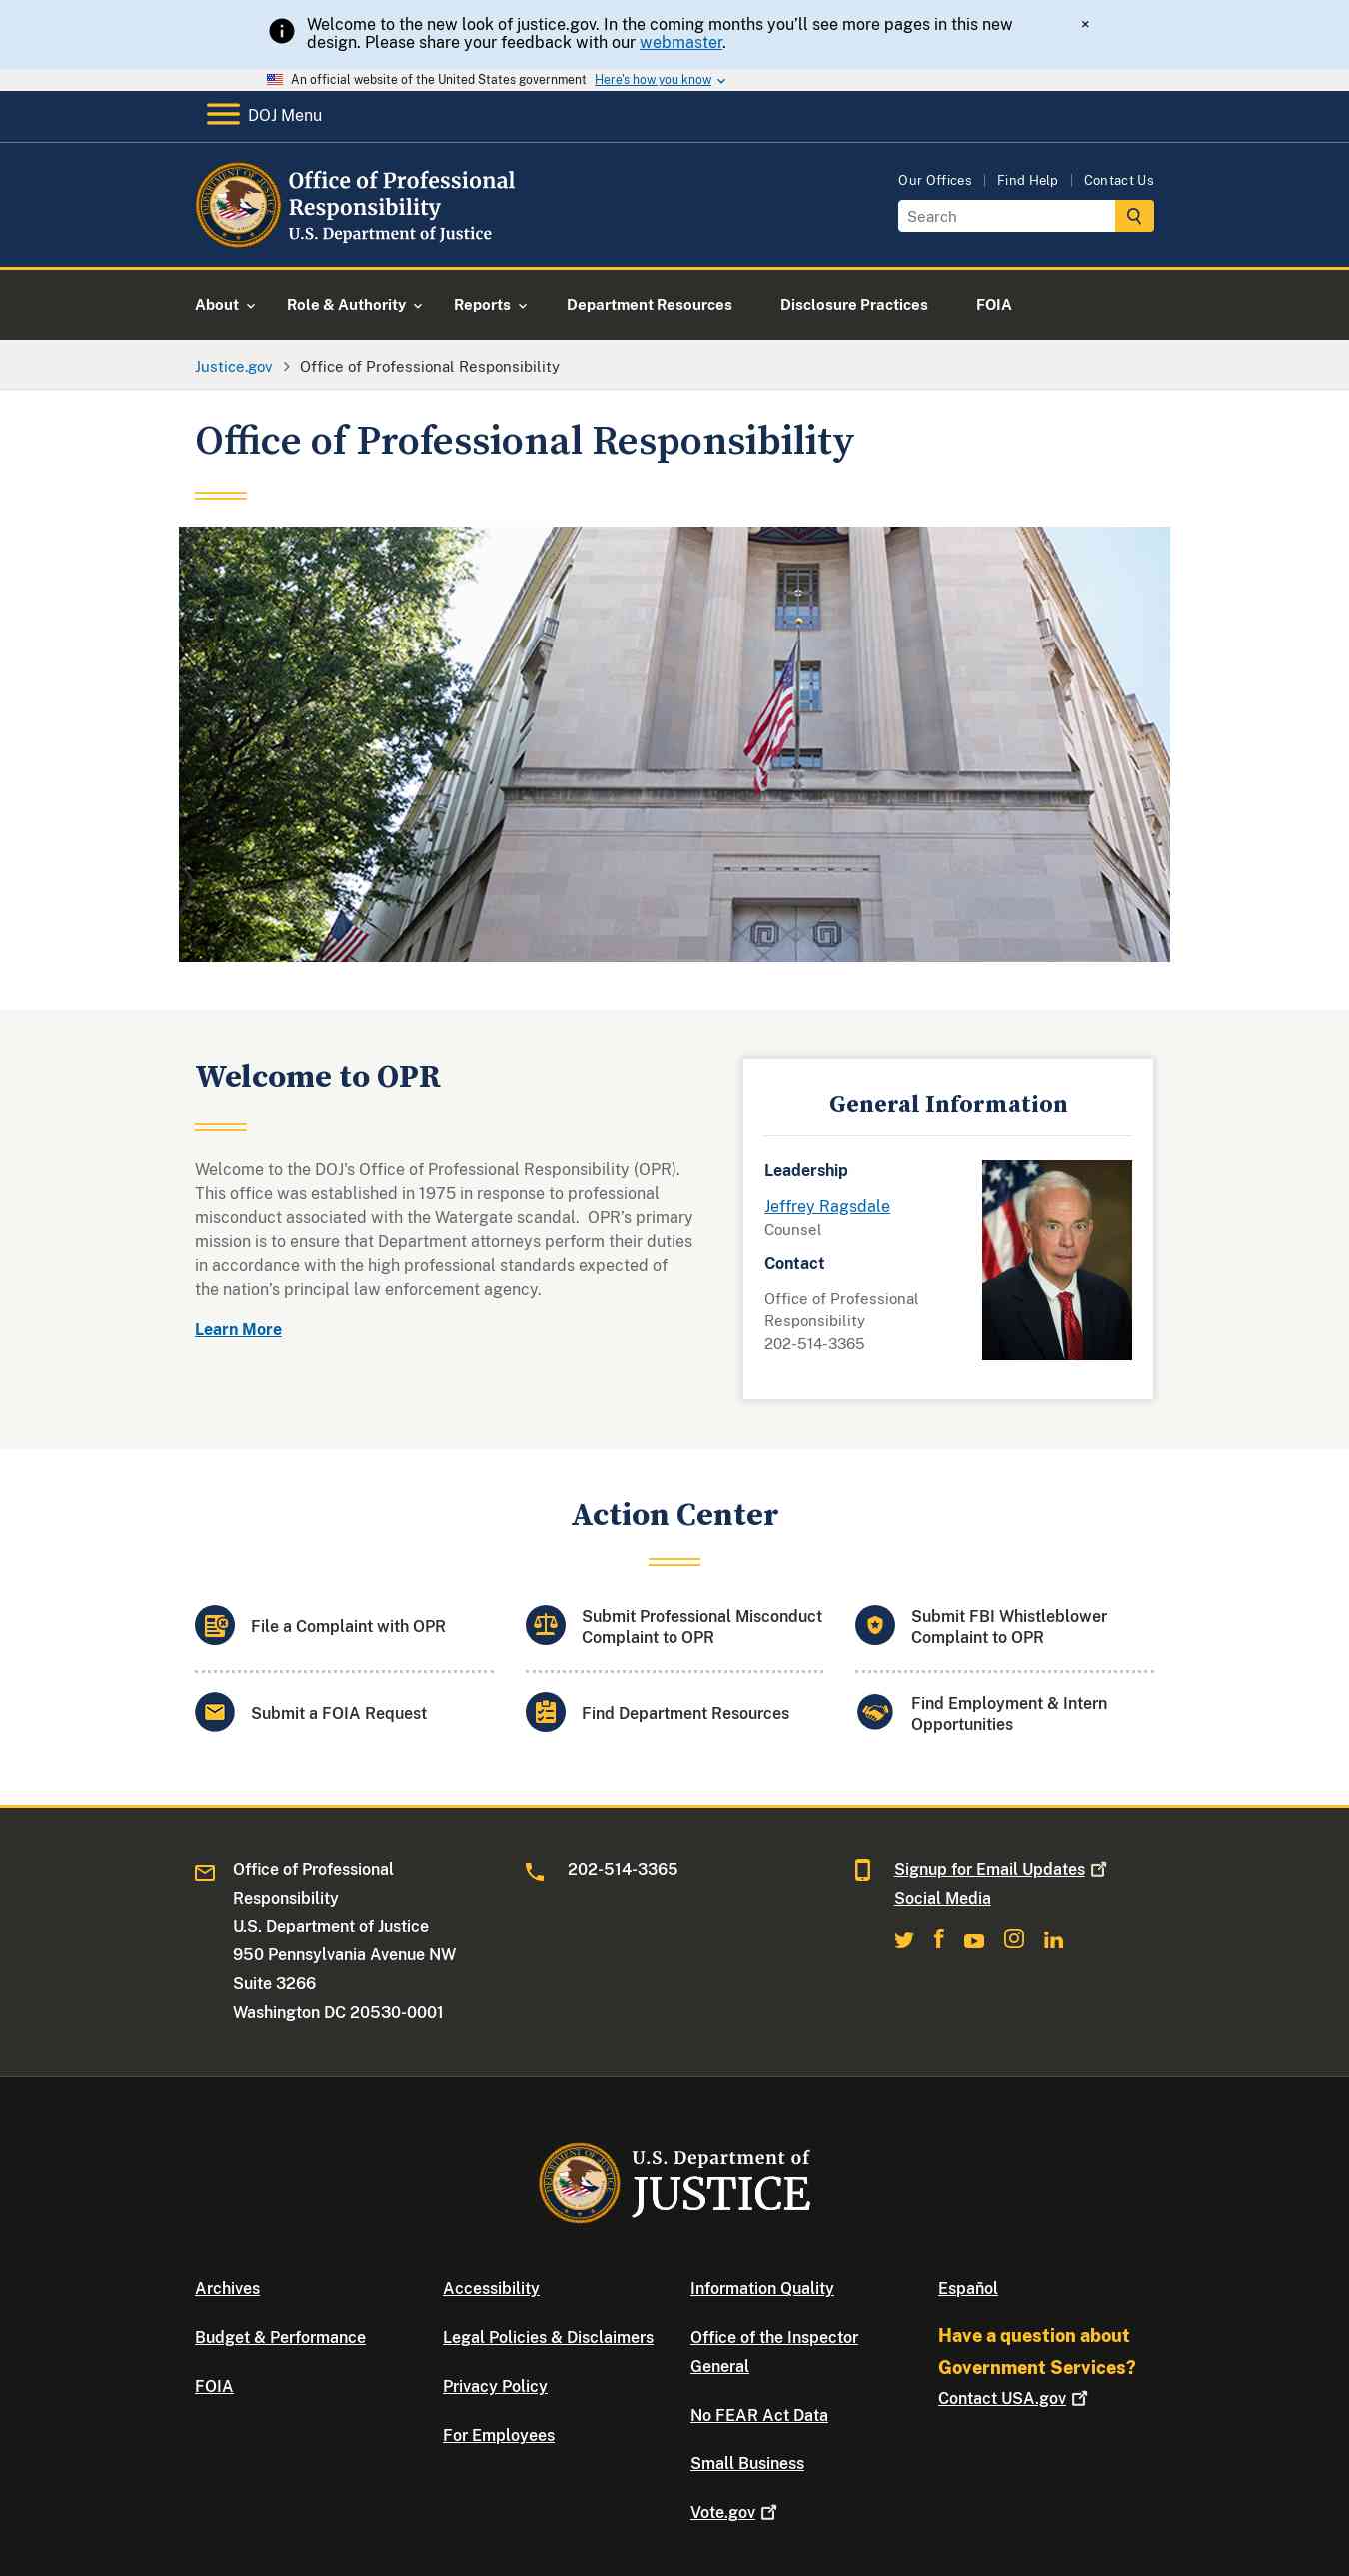 Welcome to the new look of justice.gov. In the coming months you’ll see more pages in this new
design. Please share your feedback with our webmaster.
×
An official website of the United States government Here's how you know
DOJ Menu
Office of Professional
Responsibility
U.S. Department of Justice
Our Offices
Find Help
Contact Us
Search
About
Role & Authority
Reports
Department Resources
Disclosure Practices
FOIA
Justice.gov
Office of Professional Responsibility
Office of Professional Responsibility
Welcome to OPR
Welcome to the DOJ's Office of Professional Responsibility (OPR).
This office was established in 1975 in response to professional
misconduct associated with the Watergate scandal.  OPR’s primary
mission is to ensure that Department attorneys perform their duties
in accordance with the high professional standards expected of
the nation’s principal law enforcement agency.
Learn More
General Information
Leadership
Jeffrey Ragsdale
Counsel
Contact
Office of Professional
Responsibility
202-514-3365
Action Center
File a Complaint with OPR
Submit Professional Misconduct
Complaint to OPR
Submit FBI Whistleblower
Complaint to OPR
Submit a FOIA Request
Find Department Resources
Find Employment & Intern
Opportunities
Office of Professional
Responsibility
U.S. Department of Justice
950 Pennsylvania Avenue NW
Suite 3266
Washington DC 20530-0001
202-514-3365
Signup for Email Updates
Social Media
U.S. Department of
JUSTICE
Archives
Budget & Performance
FOIA
Accessibility
Legal Policies & Disclaimers
Privacy Policy
For Employees
Information Quality
Office of the Inspector
General
No FEAR Act Data
Small Business
Vote.gov
Español
Have a question about
Government Services?
Contact USA.gov